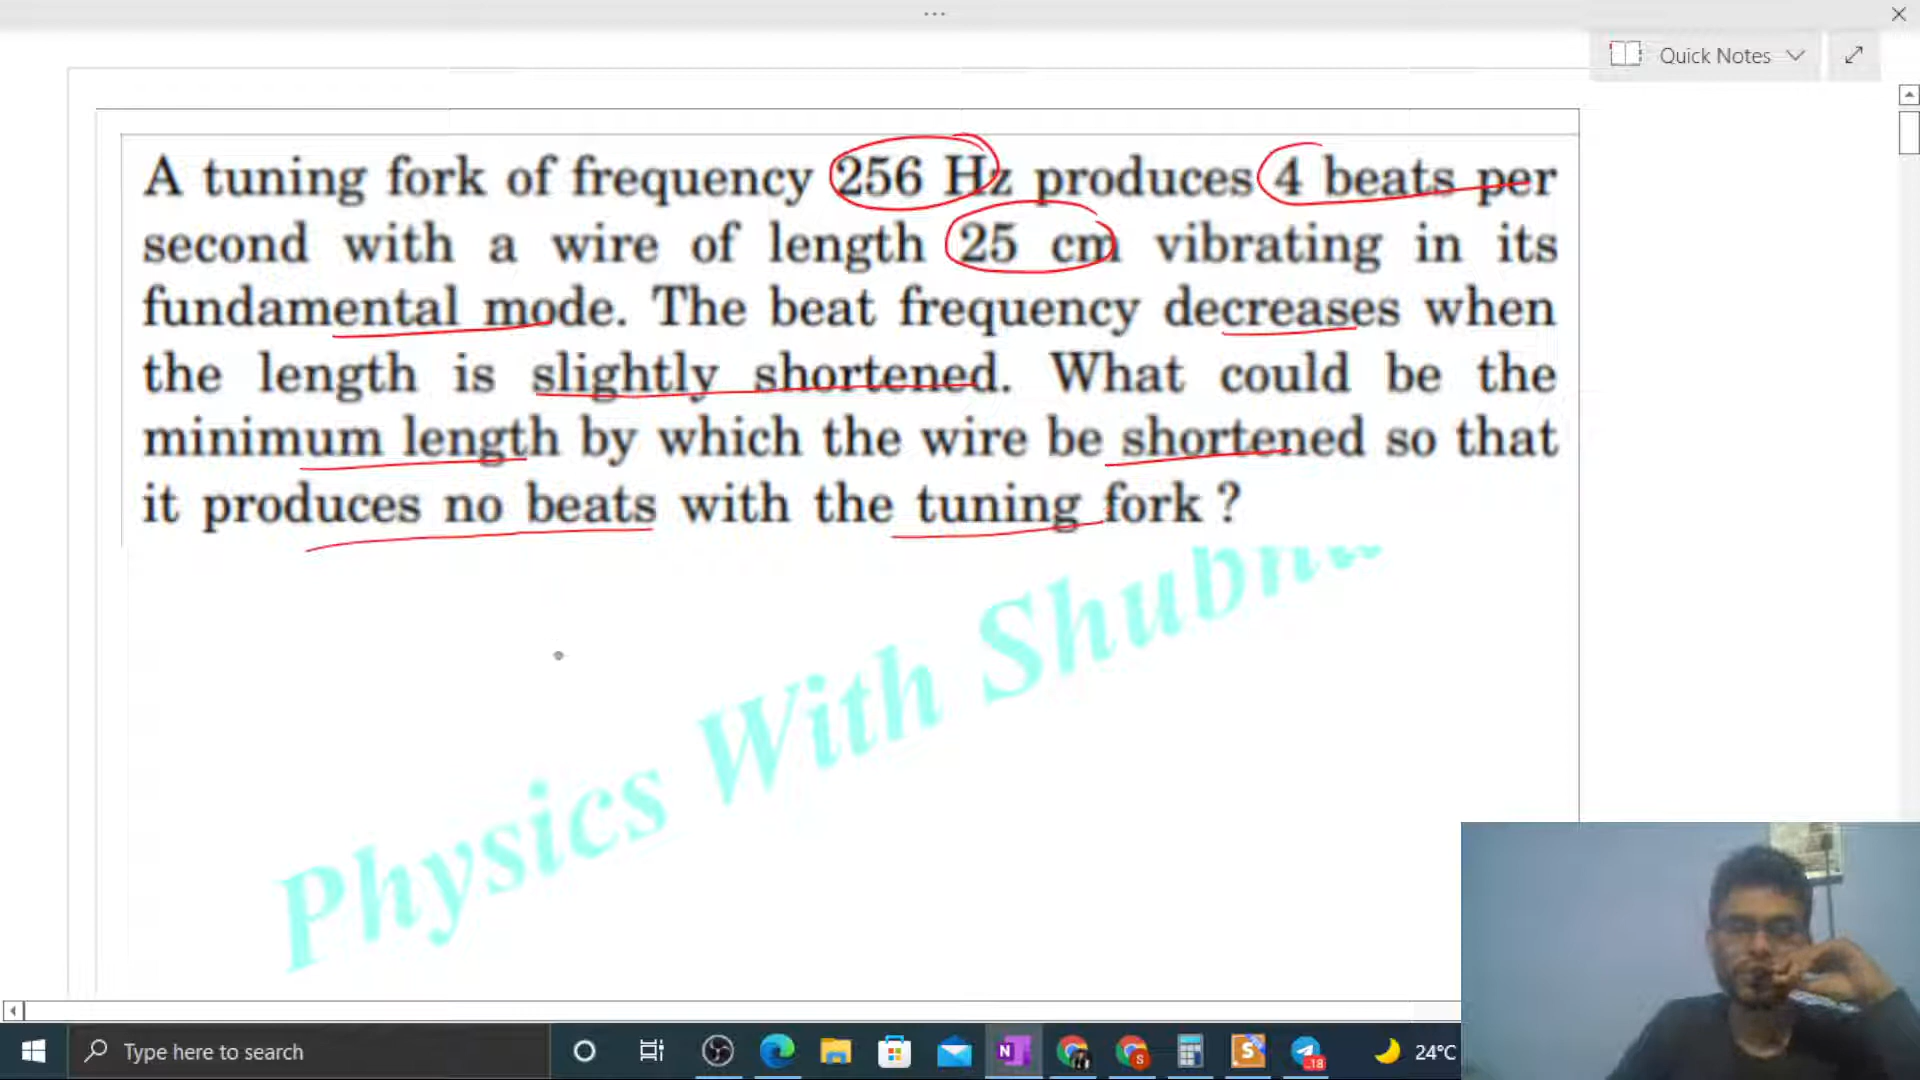 Quick Notes
A tuning fork of frequency 256 Hz produces 4 beats per
second with a wire of length 25 cm vibrating in its
fundamental mode. The beat frequency decreases when
the length is slightly shortened. What could be the
minimum length by which the wire be shortened so that
it produces no beats with the tuning fork ?
Physics With
Type here to search
N
S
S
18
24°C